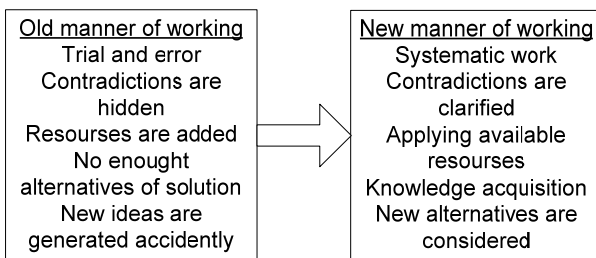 Old manner of working
Trial and error
Contradictions are
hidden
Resourses are added
No enought
alternatives of solution
New ideas are
generated accidently
New manner of working
Systematic work
Contradictions are
clarified
Applying available
resourses
Knowledge acquisition
New alternatives are
considered